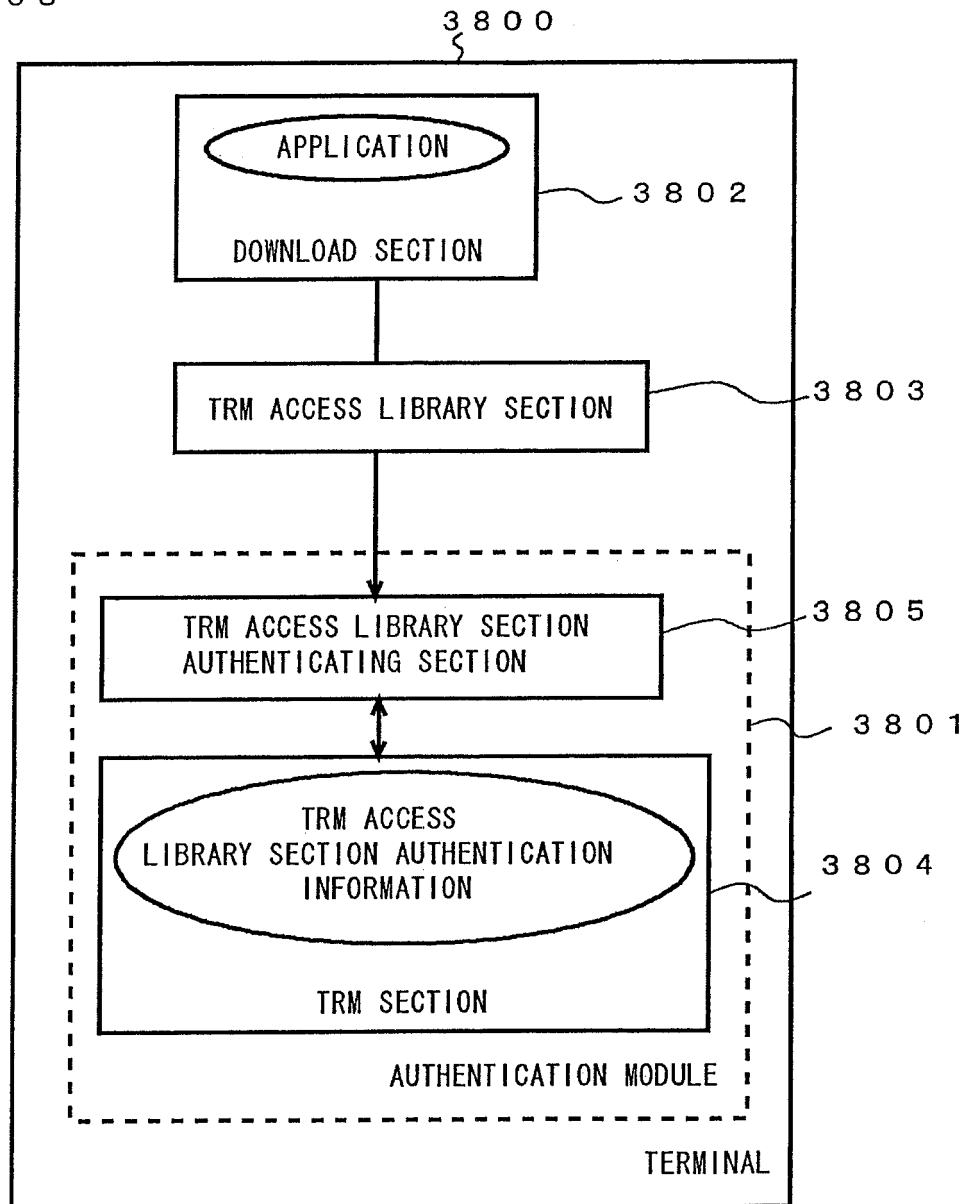 ３８００
APPLICATION
３８０２
DOWNLOAD SECTION
TRM ACCESS LIBRARY SECTION
３８０３
TRM ACCESS LIBRARY SECTION
AUTHENTICATING SECTION
３８０５
３８０１
TRM ACCESS
LIBRARY SECTION AUTHENTICATION
INFORMATION
３８０４
TRM SECTION
AUTHENTICATION MODULE
TERMINAL